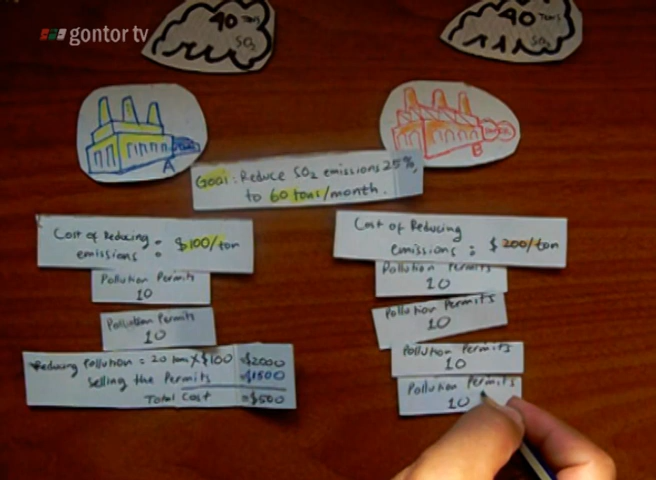 gontor tv
40 Tons
SO2
40 Tons
SO2
A
B
Goal: Reduce SO2 emissions 25%,
to 60 tons/month.
Cost of Reducing
emissions : $100/ton
Cost of Reducing
emissions : $200/ton
Pollution Permits
10
Pollution Permits
10
Reducing Pollution = 20 tons X $100 = $2000
Selling the Permits -$1500
Total Cost = $500
Pollution Permits
10
Pollution Permits
10
Pollution Permits
10
Pollution Permits
10